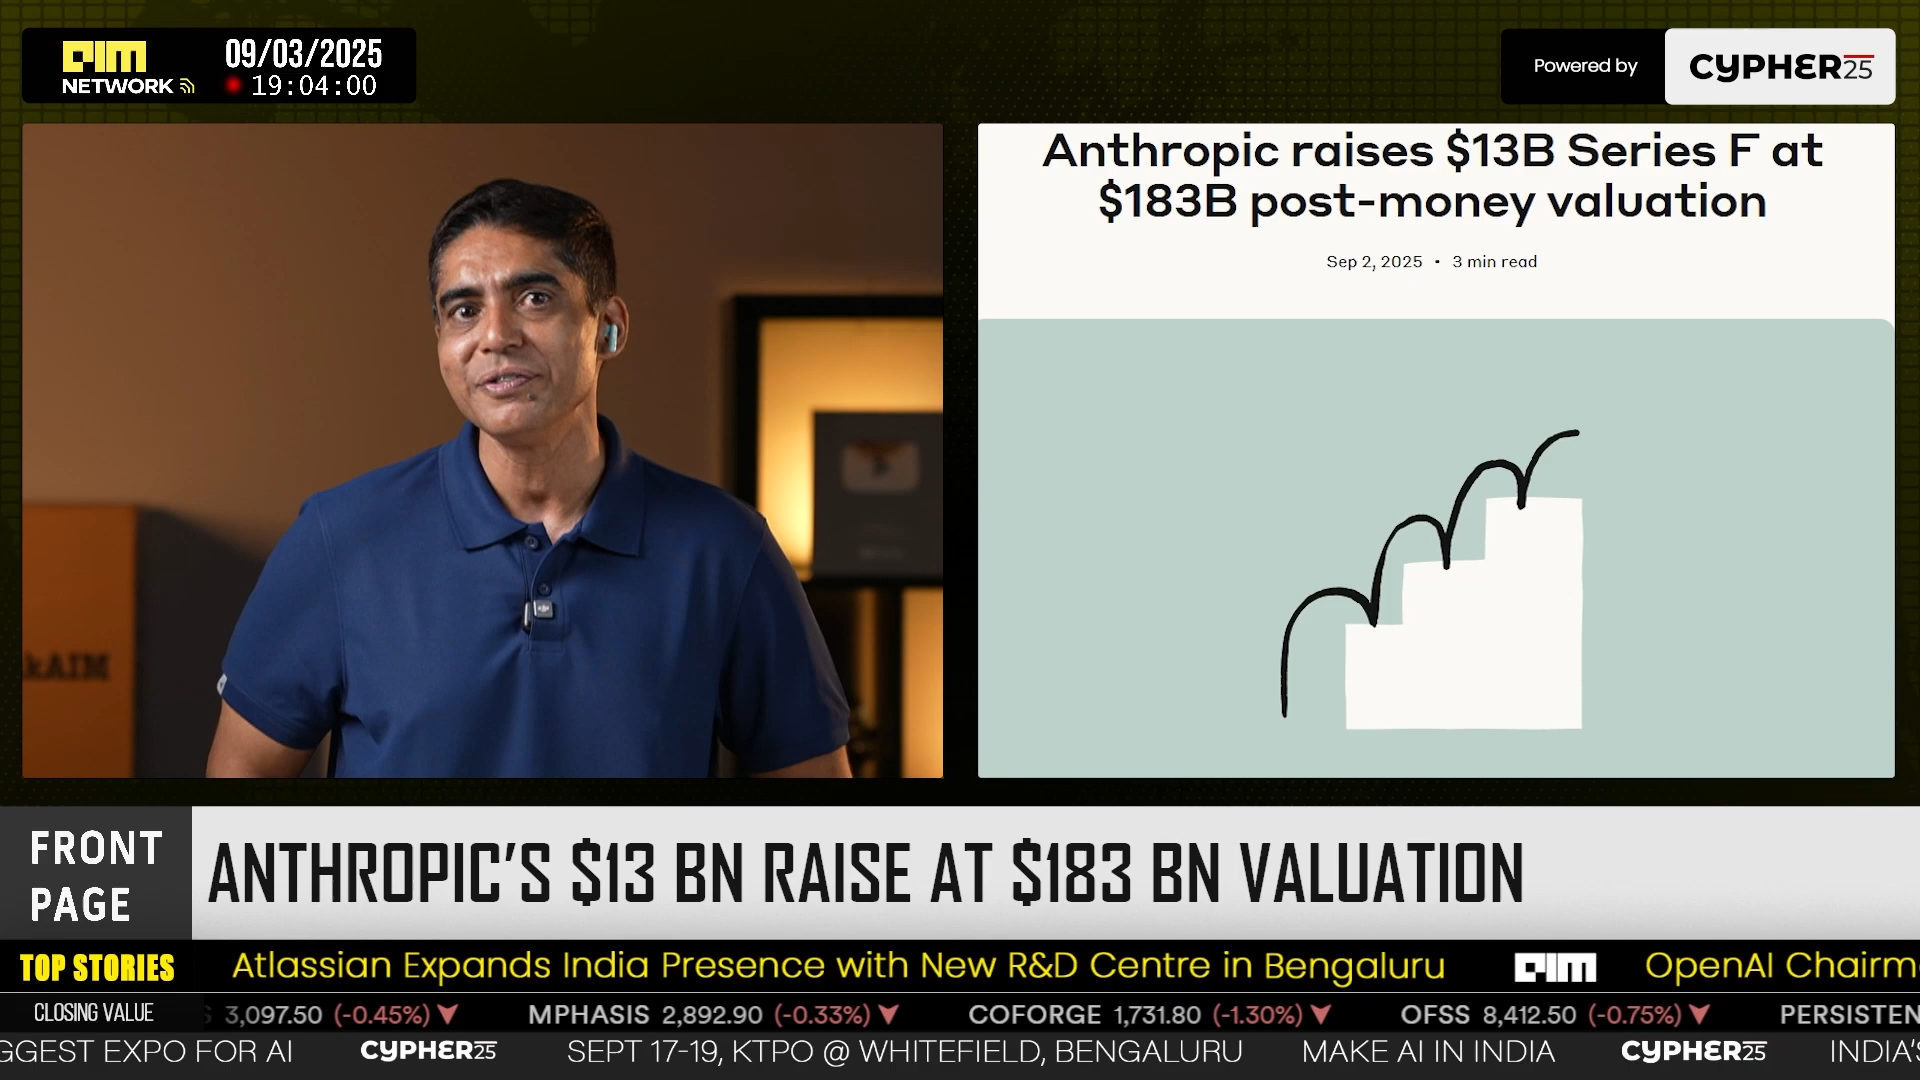 AIM
NETWORK
09/03/2025
19:04:00
Powered by
CYPHER25
Anthropic raises $13B Series F at
$183B post-money valuation
Sep 2, 2025 • 3 min read
kAIM
FRONT
PAGE
ANTHROPIC'S $13 BN RAISE AT $183 BN VALUATION
TOP STORIES
Atlassian Expands India Presence with New R&D Centre in Bengaluru
AIM
OpenAI Chairm
CLOSING VALUE
3,097.50 (-0.45%) MPHASIS 2,892.90 (-0.33%) COFORGE 1,731.80 (-1.30%) OFSS 8,412.50 (-0.75%) PERSISTEN
GGEST EXPO FOR AI CYPHER25 SEPT 17-19, KTPO @ WHITEFIELD, BENGALURU MAKE AI IN INDIA CYPHER25 INDIA'S